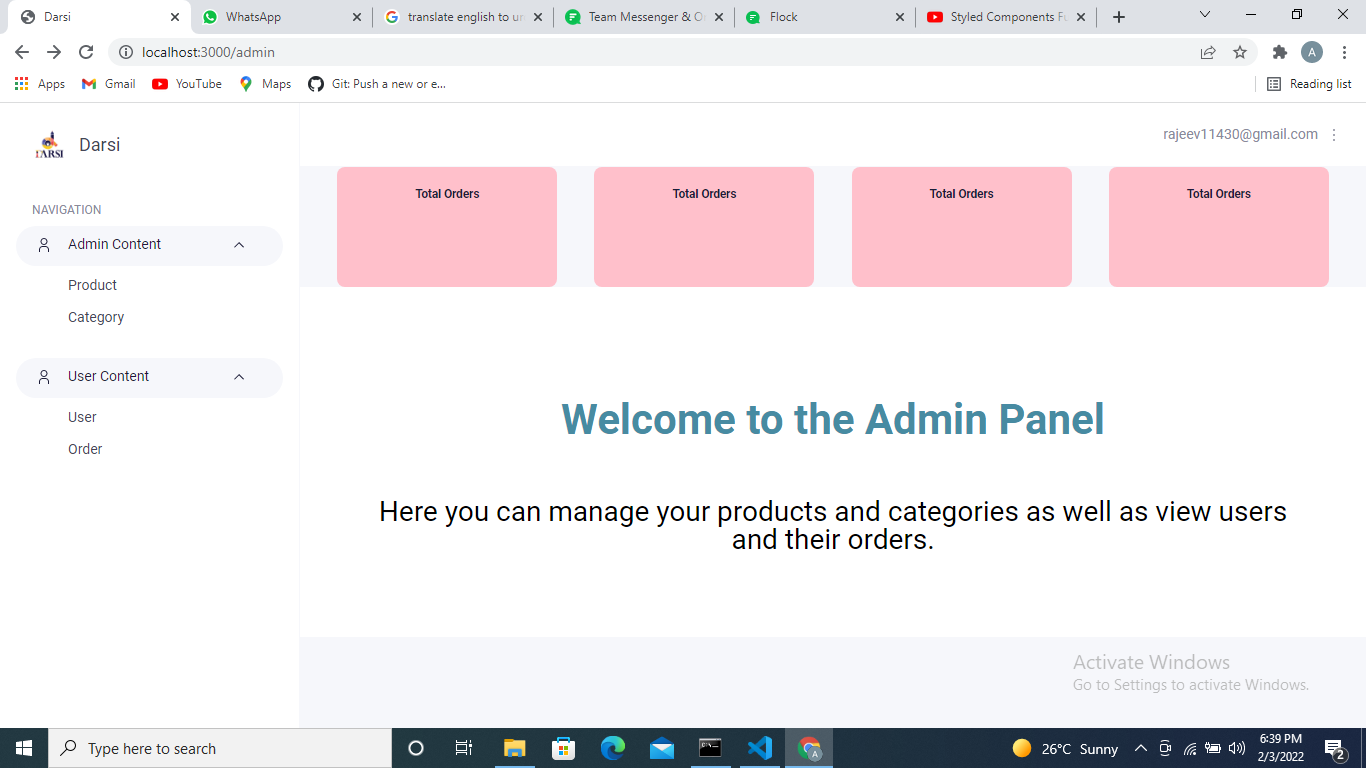 Darsi
WhatsApp
translate english to ur
Team Messenger & O
Flock
Styled Components Fu
localhost:3000/admin
A
Apps
Gmail
YouTube
Maps
Git: Push a new or e...
Reading list
DARSI
Darsi
rajeev11430@gmail.com
NAVIGATION
Admin Content
Product
Category
User Content
User
Order
Total Orders
Total Orders
Total Orders
Total Orders
Welcome to the Admin Panel
Here you can manage your products and categories as well as view users
and their orders.
Activate Windows
Go to Settings to activate Windows.
Type here to search
A
26°C Sunny
6:39 PM
2/3/2022
2